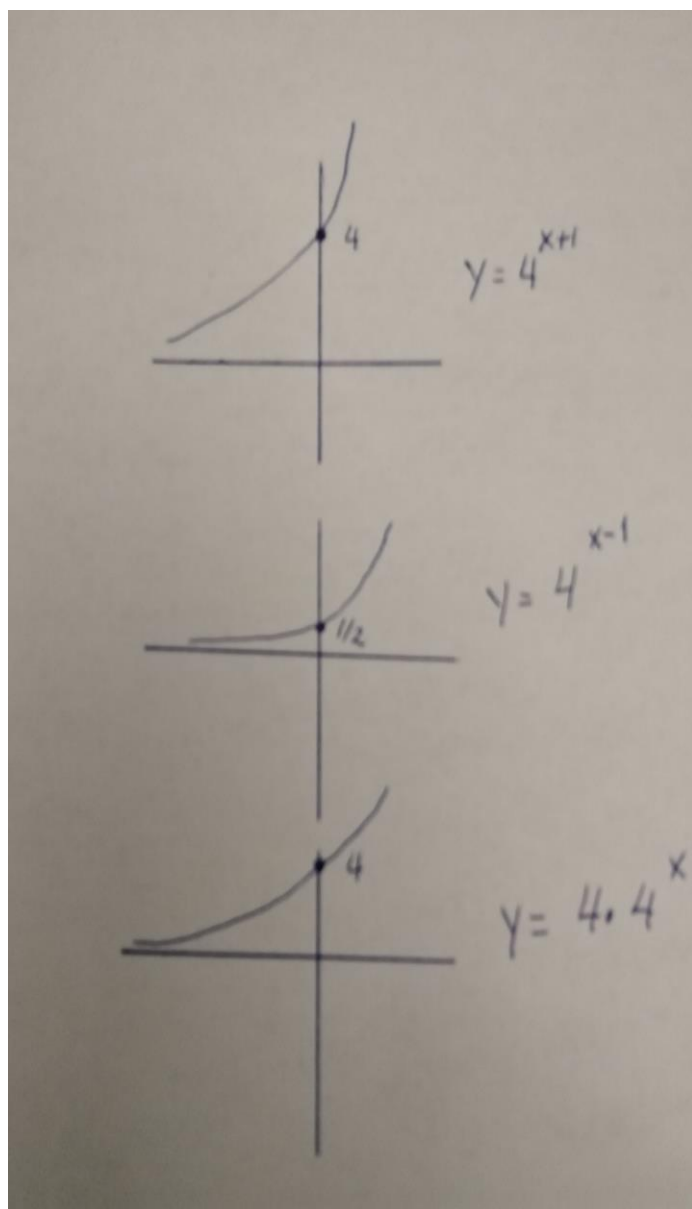 4
y = 4^{x+1}
1/2
y = 4^{x-1}
4
y = 4 · 4^{x}